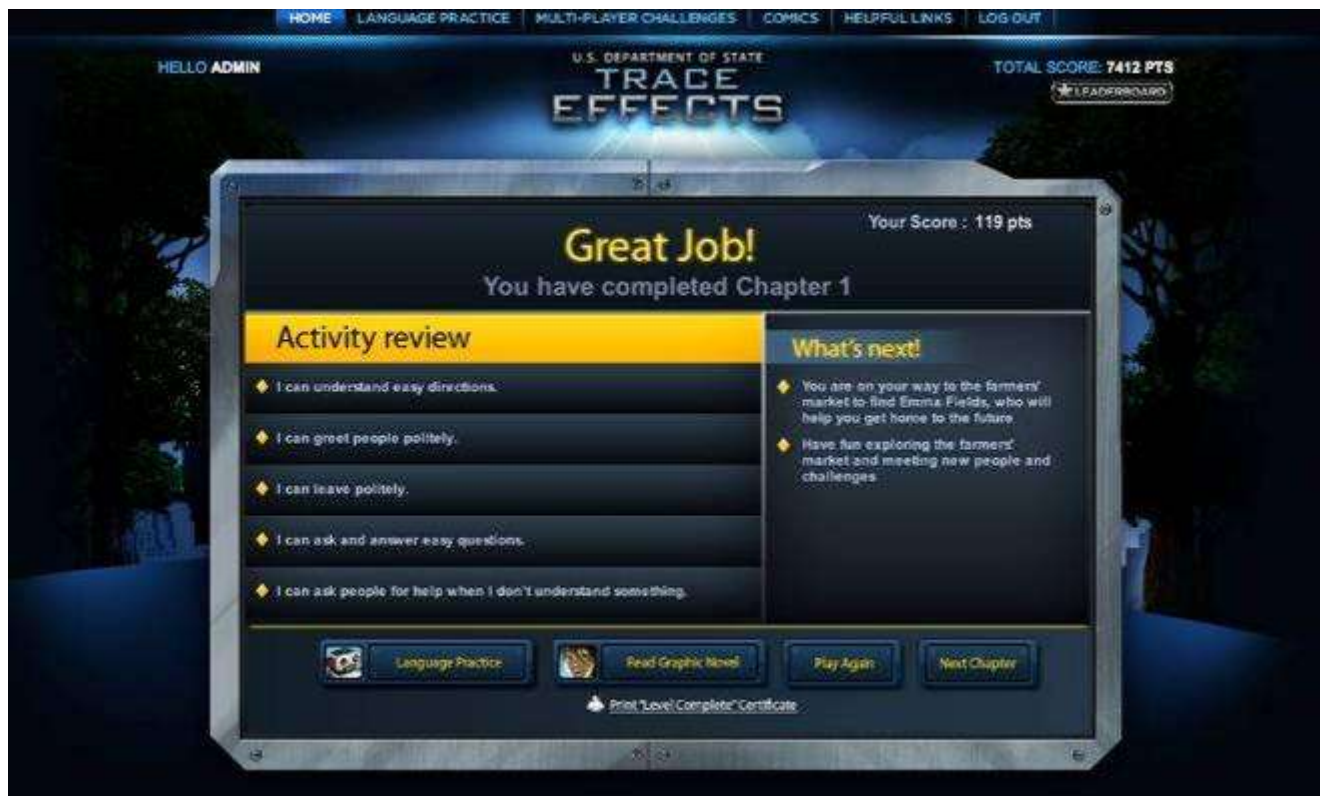 HOME LANGUAGE PRACTICE MULTI-PLAYER CHALLENGES COMICS HELPFUL LINKS LOG OUT
HELLO ADMIN
U.S. DEPARTMENT OF STATE
TRACE
EFFECTS
TOTAL SCORE: 7412 PTS
LEADERBOARD
Your Score : 119 pts
Great Job!
You have completed Chapter 1
Activity review
I can understand easy directions.
I can greet people politely.
I can leave politely.
I can ask and answer easy questions.
I can ask people for help when I don't understand something.
What's next!
You are on your way to the farmers'
market to find Emma Fields, who will
help you get home to the future
Have fun exploring the farmers'
market and meeting new people and
challenges
Language Practice
Read Graphic Novel
Play Again
Next Chapter
Print "Level Complete" Certificate